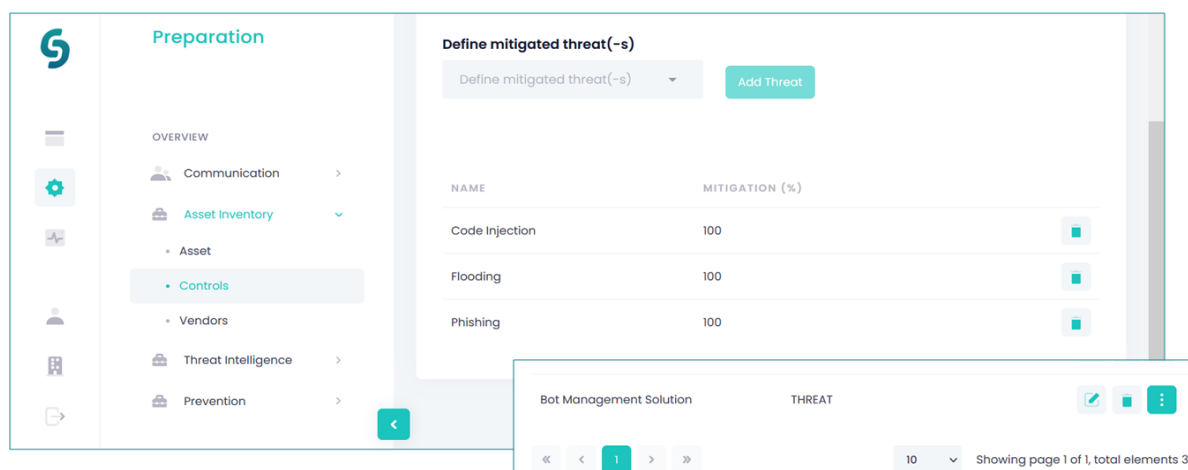 Preparation
OVERVIEW
Communication
Asset Inventory
Asset
Controls
Vendors
Threat Intelligence
Prevention
Define mitigated threat(-s)
Define mitigated threat(-s)
Add Threat
NAME MITIGATION (%)
Code Injection 100
Flooding 100
Phishing 100
Bot Management Solution THREAT
« < 1 > » 10 Showing page 1 of 1, total elements 3